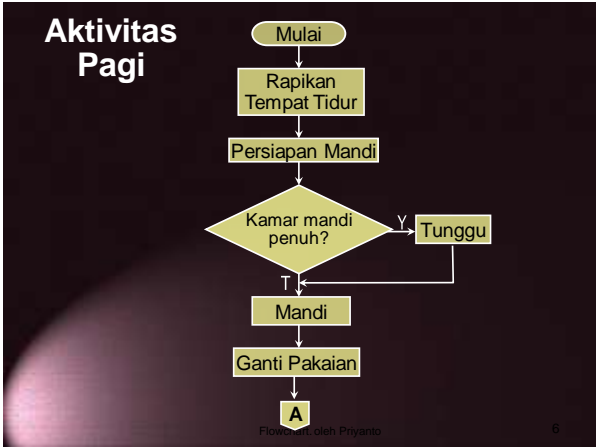 Aktivitas
Pagi
Mulai
Rapikan
Tempat Tidur
Persiapan Mandi
Kamar mandi
penuh?
Y
Tunggu
T
Mandi
Ganti Pakaian
A
Flowchart, oleh Priyanto
6